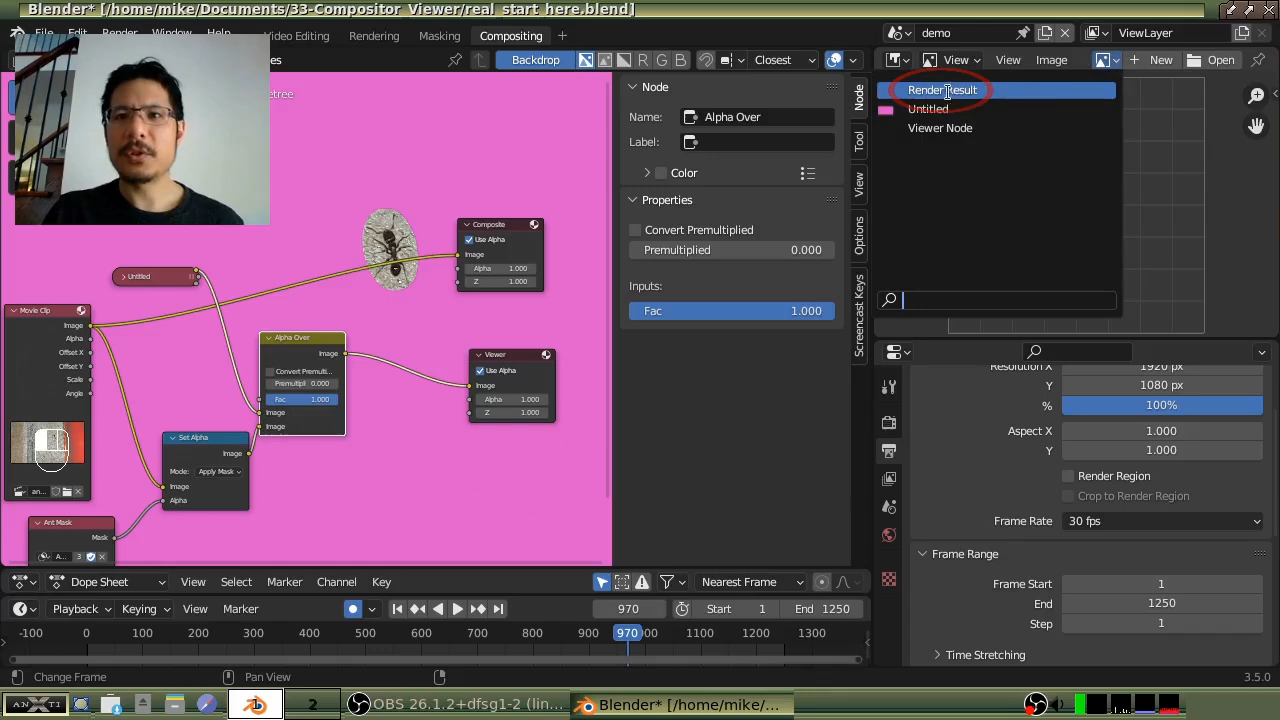 Blender* [/home/mike/Documents/33-Compositor_Viewer/real_start_here.blend]
File Edit Render Window Video Editing Rendering Masking Compositing
demo
ViewLayer
Backdrop R G B Closest
View View Image New Open
Render Result
Untitled
Viewer Node
Node
Name: Alpha Over
Label:
Color
Properties
Convert Premultiplied
Premultiplied 0.000
Inputs:
Fac 1.000
Node
Tool
View
Options
Screencast Keys
Composite
Use Alpha
Image
Alpha 1.000
Z 1.000
Untitled
Movie Clip
Image
Alpha
Offset X
Offset Y
Scale
Angle
an...
Alpha Over
Image
Convert Premulti...
Premultipl 0.000
Fac 1.000
Image
Image
Viewer
Use Alpha
Image
Alpha 1.000
Z 1.000
Set Alpha
Image
Mode: Apply Mask
Image
Alpha
Ant Mask
Mask
A... 3
Resolution X 1920 px
Y 1080 px
% 100%
Aspect X 1.000
Y 1.000
Render Region
Crop to Render Region
Frame Rate 30 fps
Frame Range
Frame Start 1
End 1250
Step 1
Time Stretching
Dope Sheet View Select Marker Channel Key Nearest Frame
Playback Keying View Marker 970 Start 1 End 1250
-100 0 100 200 300 400 500 600 700 800 900 970 1100 1200 1300
Change Frame Pan View 3.5.0
2 OBS 26.1.2+dfsg1-2 (lin... Blender* [/home/mike/...